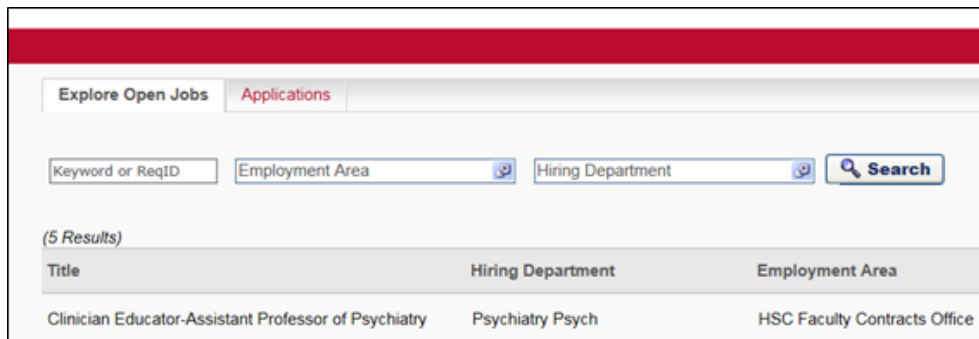 Explore Open Jobs Applications
Keyword or ReqID Employment Area Hiring Department Search
(5 Results)
Title Hiring Department Employment Area
Clinician Educator-Assistant Professor of Psychiatry Psychiatry Psych HSC Faculty Contracts Office